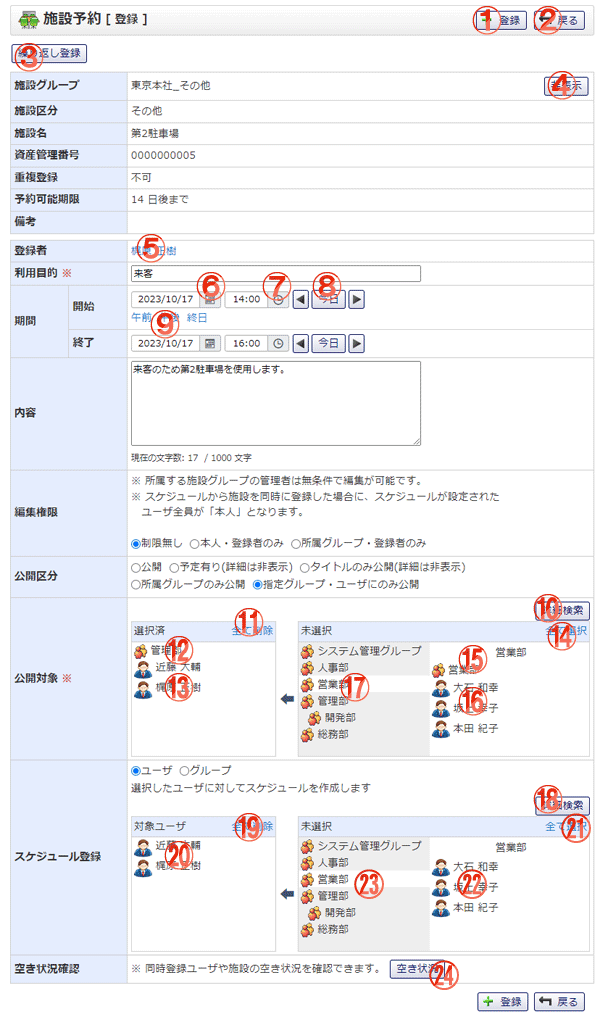 施設予約 [ 登録 ]
① 登録 ② 戻る
③ 返し登録
施設グループ 東京本社_その他 ④ 示
施設区分 その他
施設名 第2駐車場
資産管理番号 0000000005
重複登録 不可
予約可能期限 14 日後まで
備考
登録者 ⑤ 正樹
利用目的 ※ 来客
期間 開始 2023/10/17 ⑥ 14:00 ⑦ ⑧ 今日
午前 ⑨ 終日
終了 2023/10/17 16:00 今日
内容 来客のため第2駐車場を使用します。
現在の文字数: 17 / 1000 文字
編集権限 ※ 所属する施設グループの管理者は無条件で編集が可能です。
※ スケジュールから施設を同時に登録した場合に、スケジュールが設定された
ユーザ全員が「本人」となります。
制限無し 本人・登録者のみ 所属グループ・登録者のみ
公開区分 公開 予定有り(詳細は非表示) タイトルのみ公開(詳細は非表示)
所属グループのみ公開 指定グループ・ユーザにのみ公開
公開対象 ※ ⑩ 検索
選択済 ⑪ 全て削除 未選択 ⑭ 全て選択
管理部 ⑫
近藤 大輔
梶原 正樹 ⑬
システム管理グループ
人事部
営業部 ⑰
管理部
開発部
総務部
営業部
営業部 ⑮
大石 和幸
坂上 幸子 ⑯
本田 紀子
スケジュール登録 ユーザ グループ
選択したユーザに対してスケジュールを作成します
⑱ 検索
対象ユーザ ⑲ 全て削除 未選択 ㉑ 全て選択
近藤 大輔
梶原 正樹 ⑳
システム管理グループ
人事部
営業部 ㉓
管理部
開発部
総務部
営業部
大石 和幸
坂上 幸子 ㉒
本田 紀子
空き状況確認 ※ 同時登録ユーザや施設の空き状況を確認できます。 空き状況 ㉔
登録 戻る